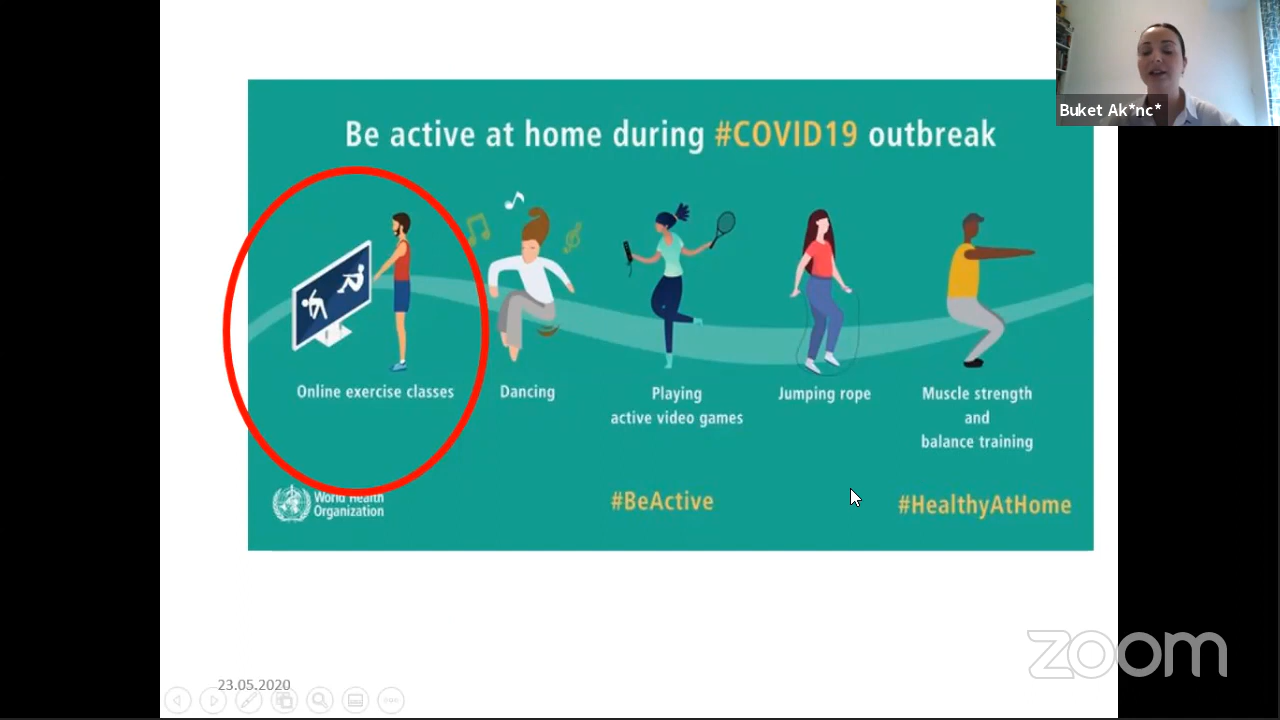 Buket Ak*nc*
Be active at home during #COVID19 outbreak
Online exercise classes
Dancing
Playing
active video games
Jumping rope
Muscle strength
and
balance training
World Health
Organization
#BeActive
#HealthyAtHome
zoom
23.05.2020